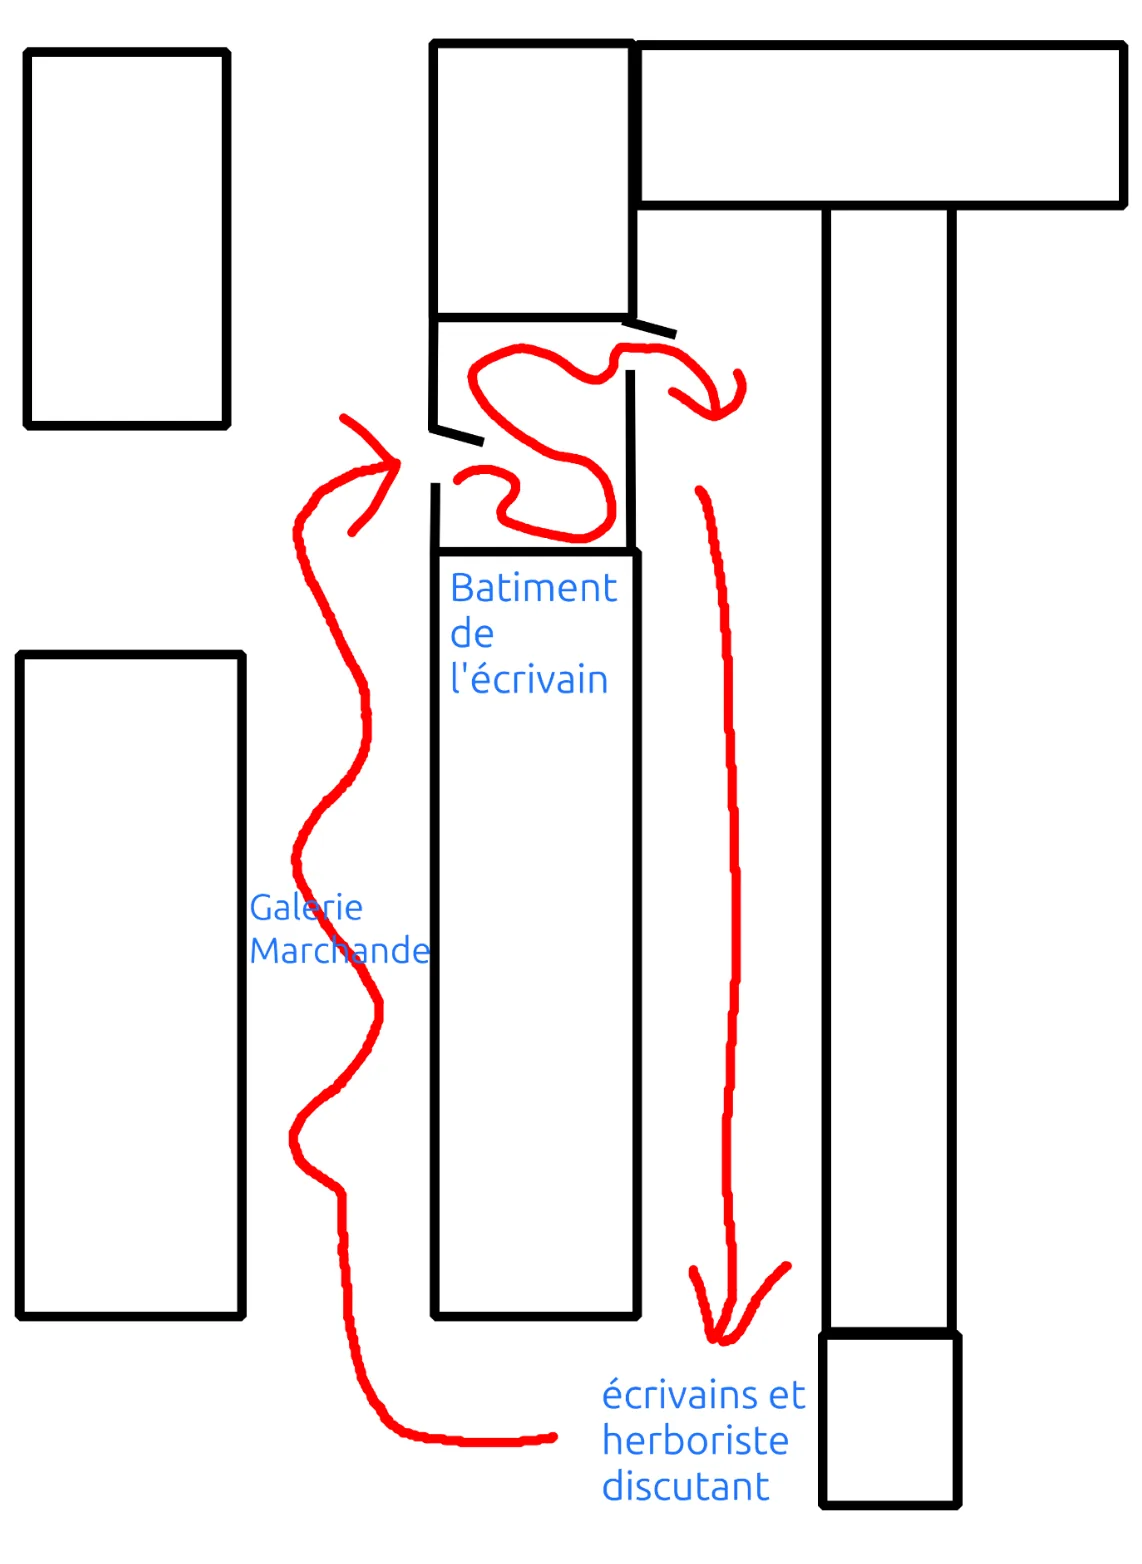 Batiment
de
l'écrivain
Galerie
Marchande
écrivains et
herboriste
discutant